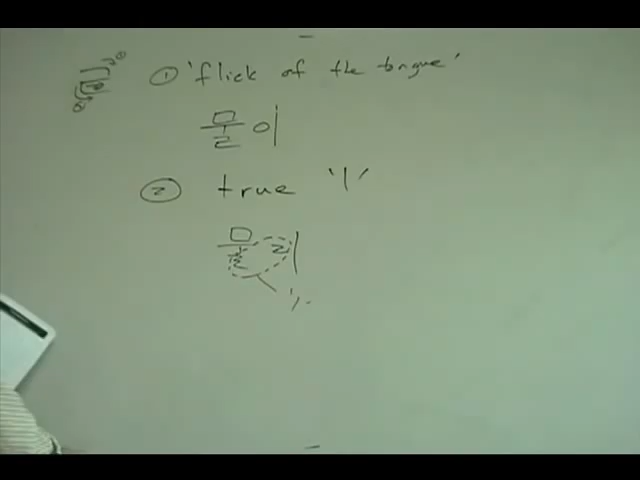 ① 'flick of the tongue'
물이
② true 'l'
물리
'l'